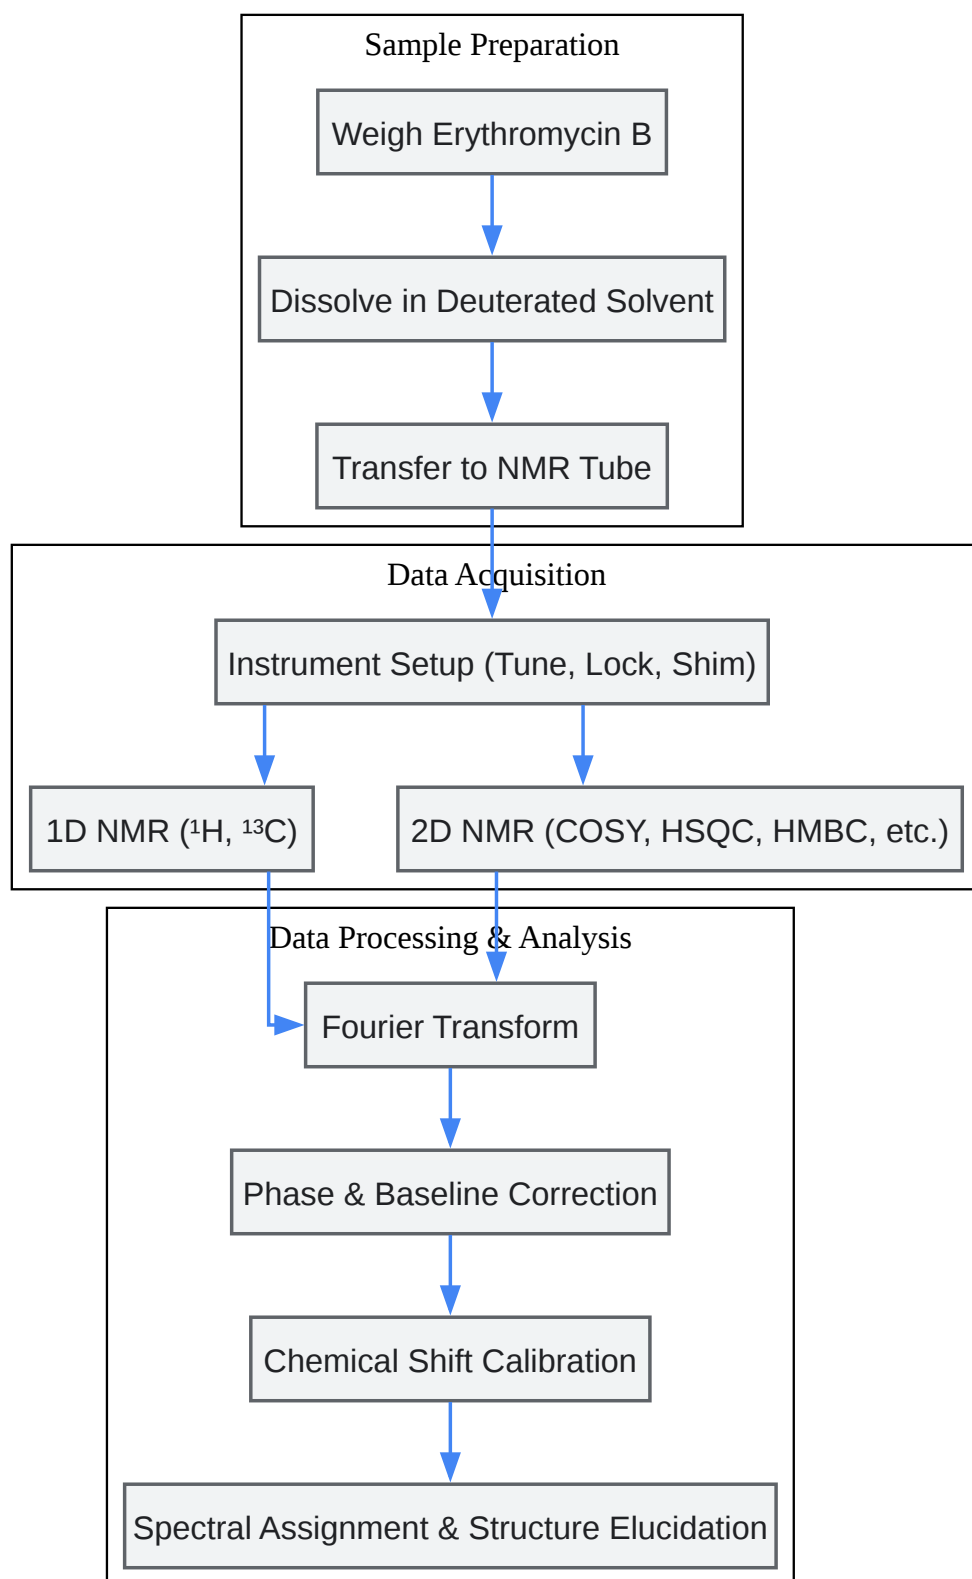 Sample Preparation
Weigh Erythromycin B
Dissolve in Deuterated Solvent
Transfer to NMR Tube
Data Acquisition
Instrument Setup (Tune, Lock, Shim)
1D NMR (¹H, ¹³C)
2D NMR (COSY, HSQC, HMBC, etc.)
Data Processing & Analysis
Fourier Transform
Phase & Baseline Correction
Chemical Shift Calibration
Spectral Assignment & Structure Elucidation